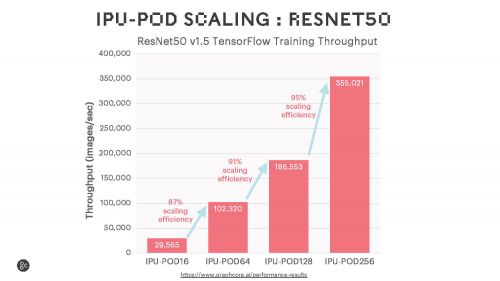 IPU-POD SCALING : RESNET50
ResNet50 v1.5 TensorFlow Training Throughput
Throughput (images/sec)
400,000
350,000
300,000
250,000
200,000
150,000
100,000
50,000
0
29,565
87%
scaling
efficiency
102,320
91%
scaling
efficiency
186,553
95%
scaling
efficiency
355,021
IPU-POD16
IPU-POD64
IPU-POD128
IPU-POD256
https://www.graphcore.ai/performance-results
gc